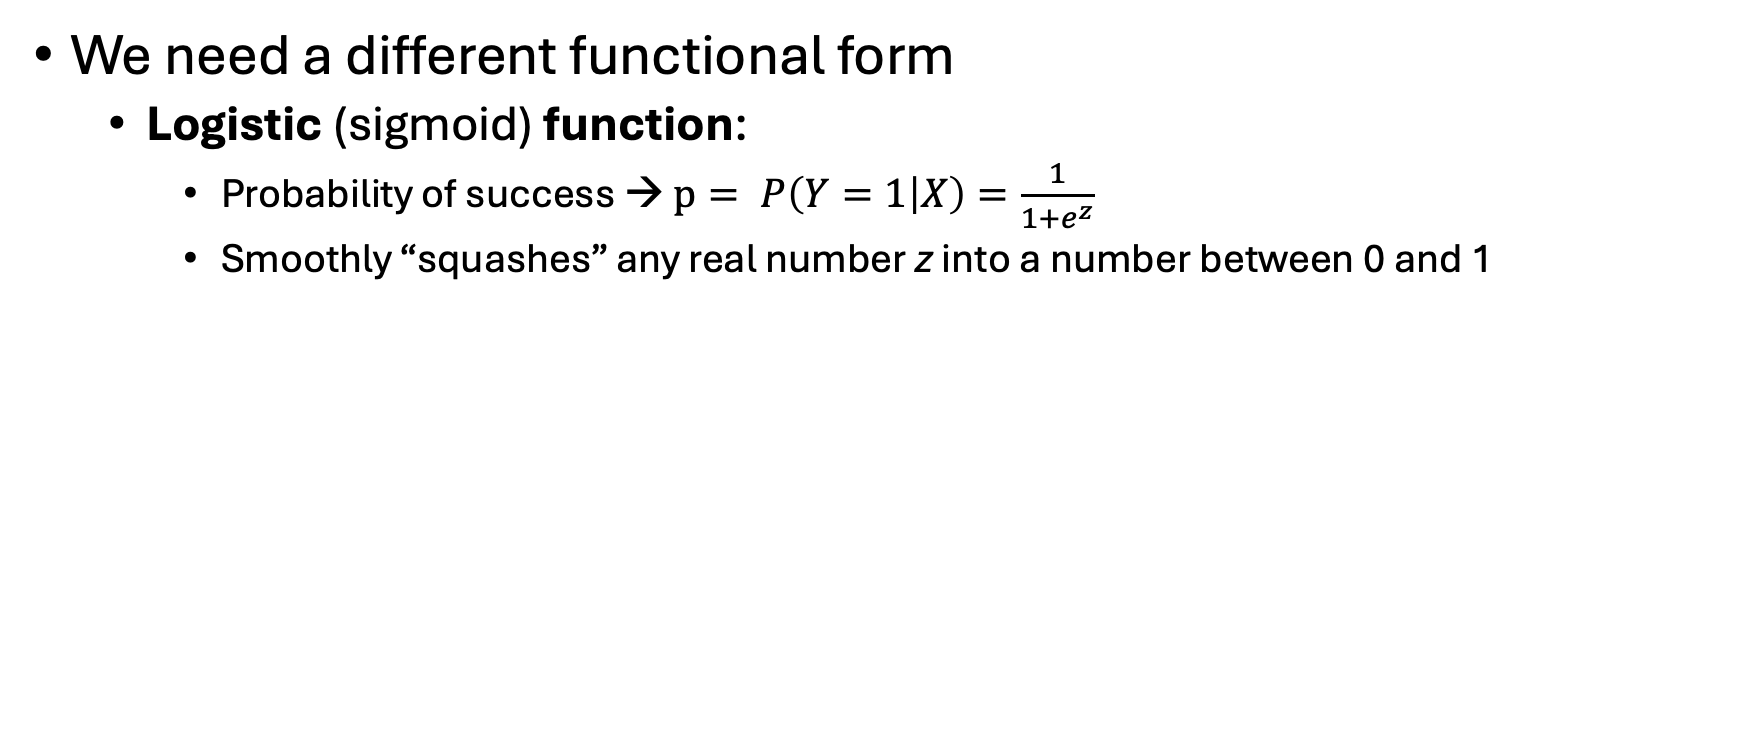 • We need a different functional form
• Logistic (sigmoid) function:
• Probability of success → p = P(Y = 1|X) = \frac{1}{1+e^z}
• Smoothly “squashes” any real number z into a number between 0 and 1